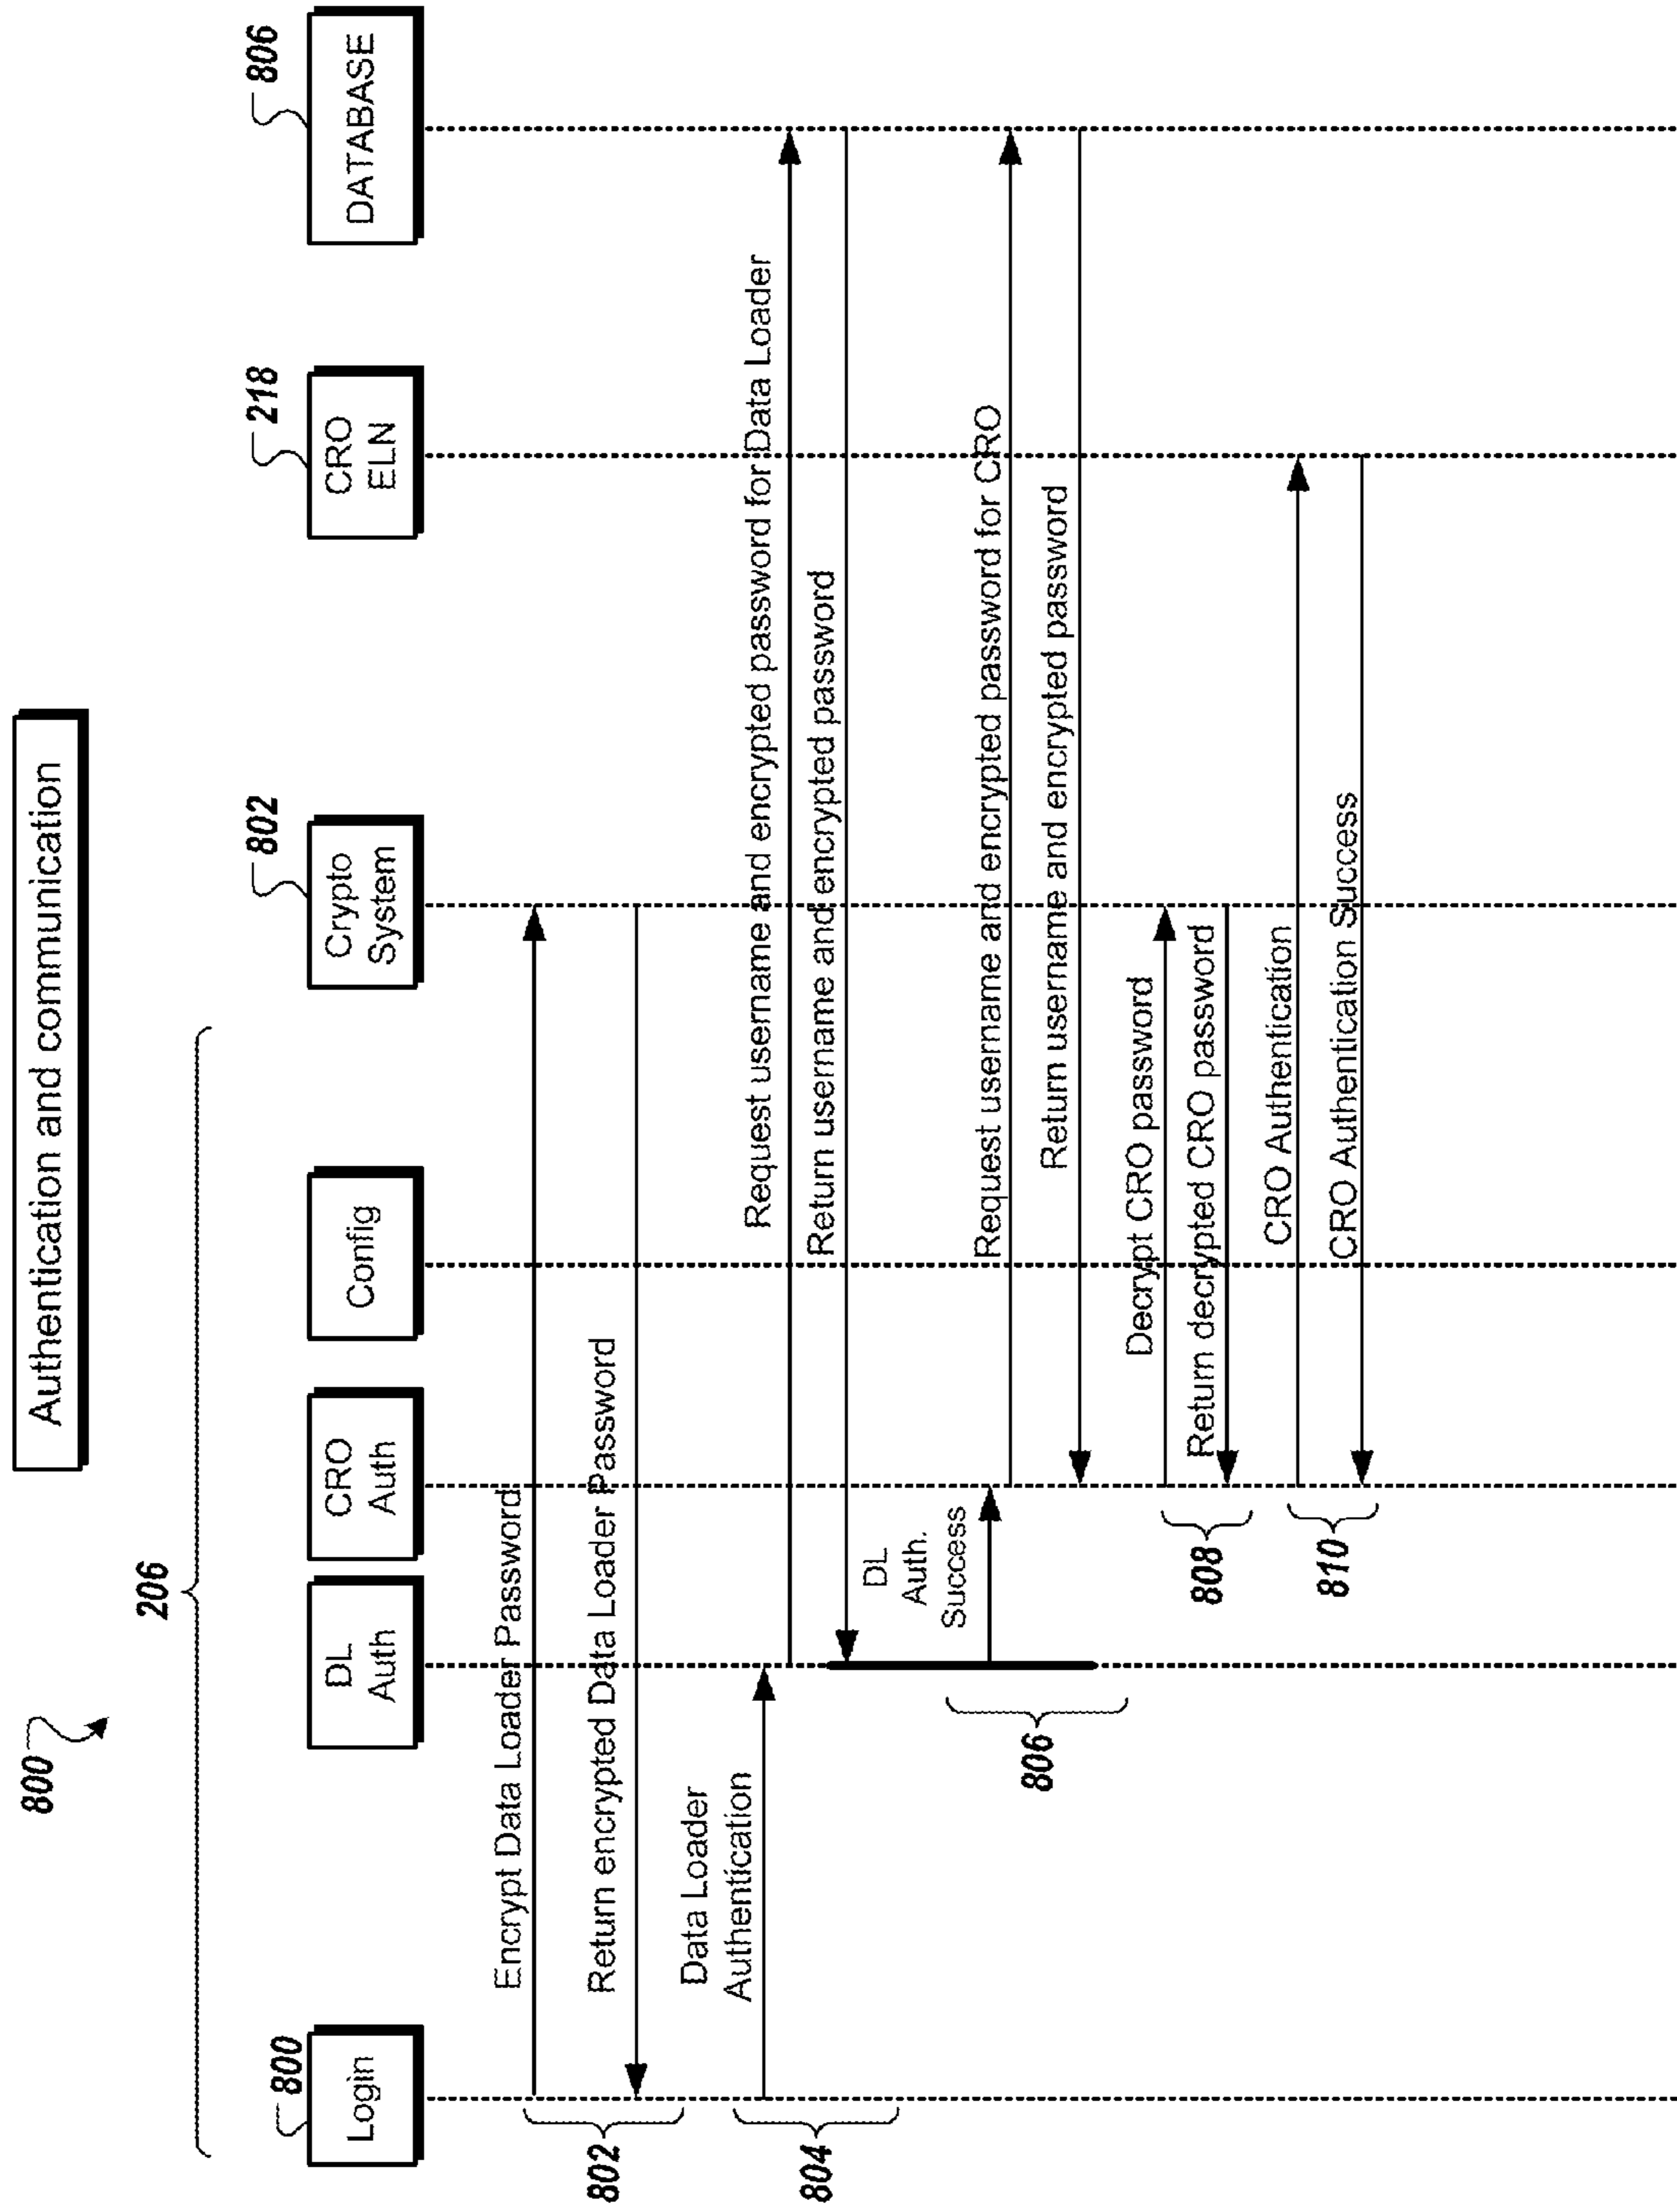 Authentication and communication
800
206
800
802
218
806
Login
DL
Auth
CRO
Auth
Config
Crypto
System
CRO
ELN
DATABASE
Encrypt Data Loader Password
Return encrypted Data Loader Password
802
Data Loader
Authentication
804
Request username and encrypted password for Data Loader
Return username and encrypted password
DL
Auth.
Success
806
Request username and encrypted password for CRO
Return username and encrypted password
Decrypt CRO password
Return decrypted CRO password
808
CRO Authentication
CRO Authentication Success
810